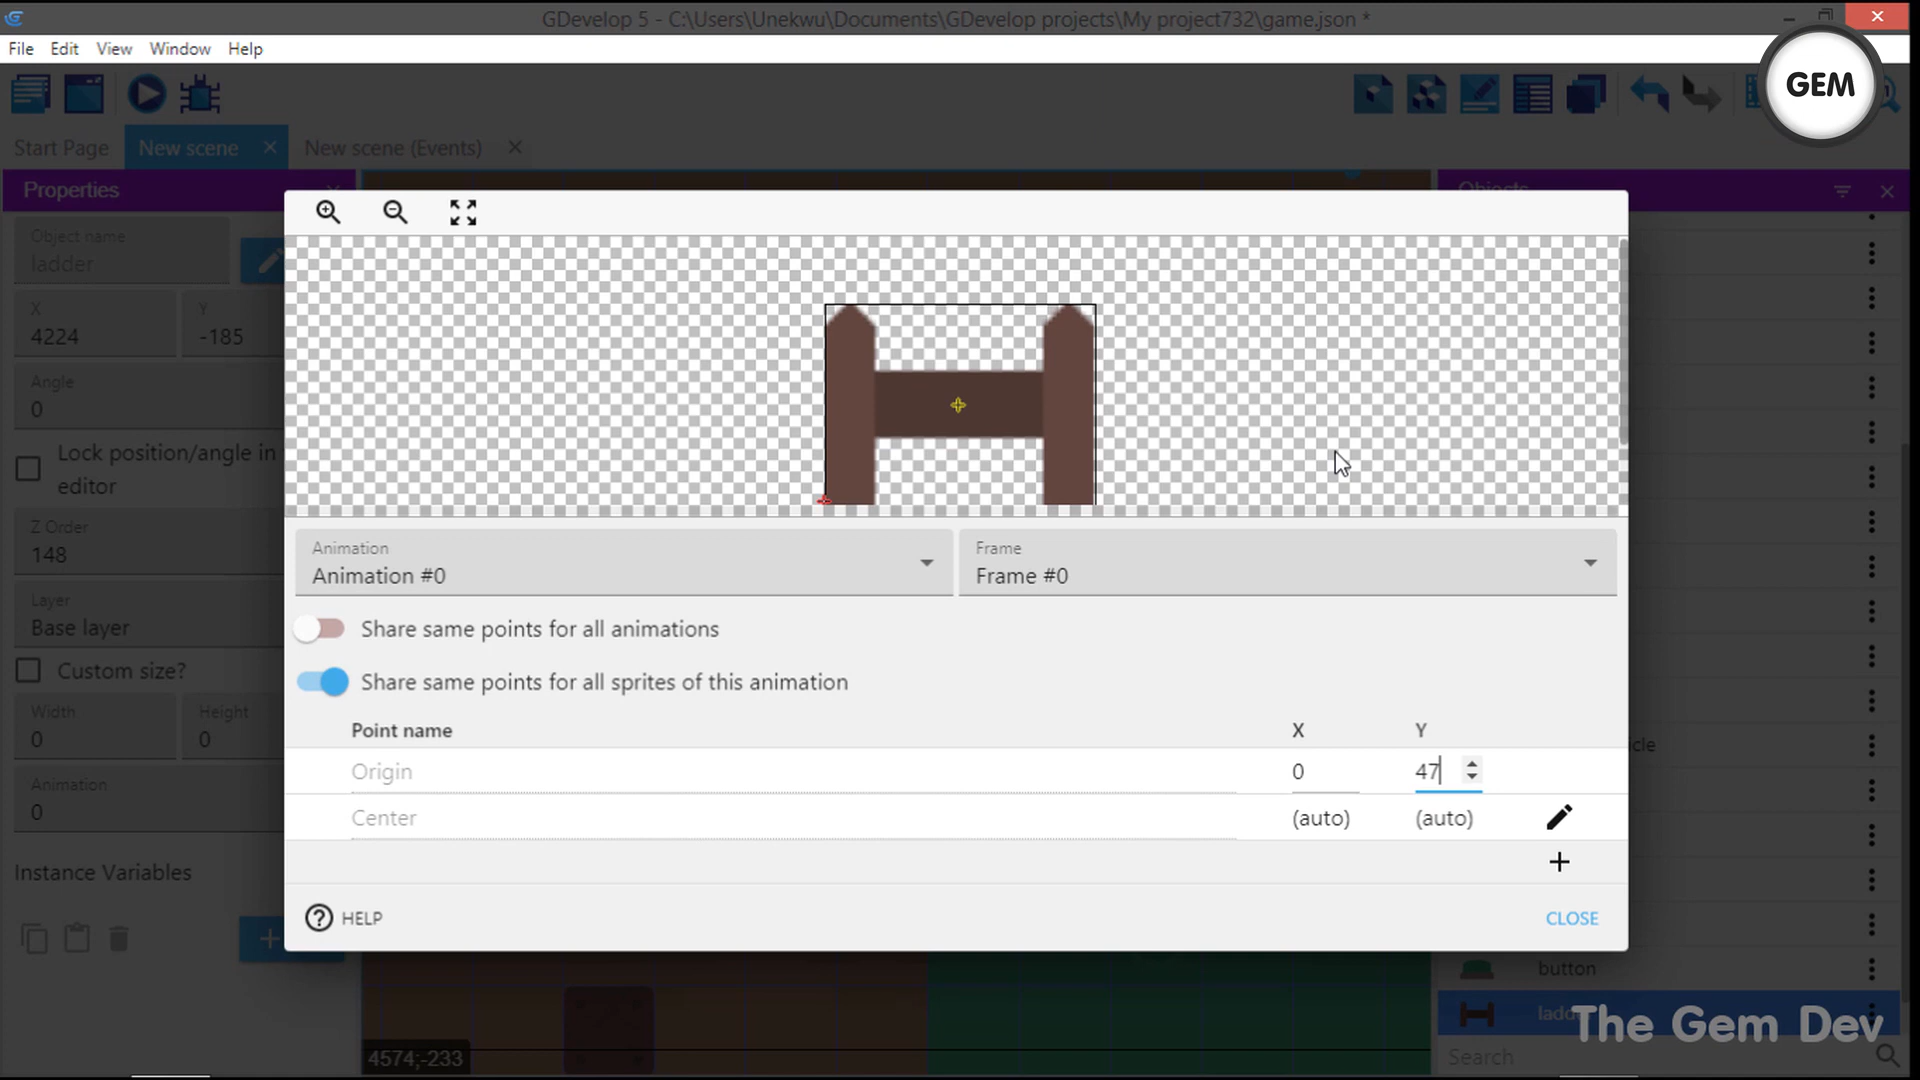 GDevelop 5 - C:\Users\Unekwu\Documents\GDevelop projects\My project732\game.json *
File Edit View Window Help
GEM
Start Page New scene New scene (Events)
Properties
Objects
Object name
ladder
X Y
4224 -185
Angle
0
Lock position/angle in
editor
Z Order
148
Layer
Base layer
Custom size?
Width Height
0 0
Animation
0
Instance Variables
Animation
Animation #0
Frame
Frame #0
Share same points for all animations
Share same points for all sprites of this animation
Point name X Y
Origin 0 47
Center (auto) (auto)
HELP CLOSE
button
The Gem Dev
Search
4574;-233